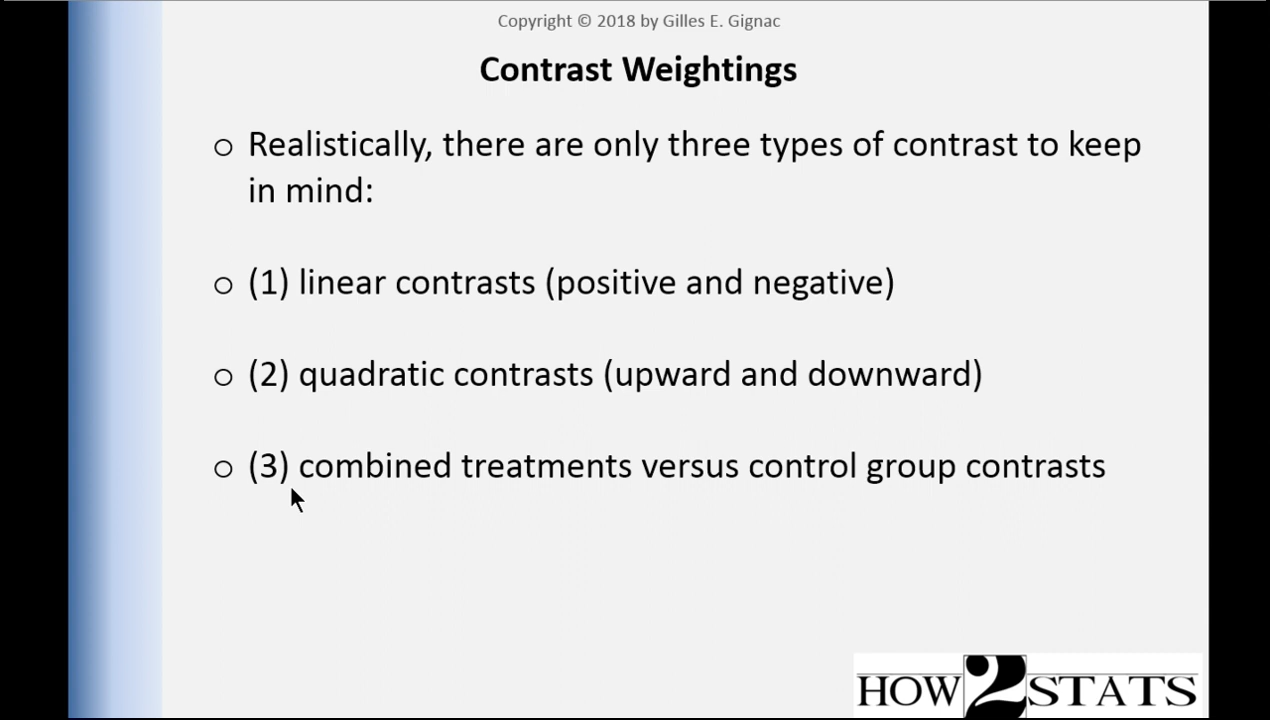 Copyright © 2018 by Gilles E. Gignac
Contrast Weightings
o Realistically, there are only three types of contrast to keep
in mind:
o (1) linear contrasts (positive and negative)
o (2) quadratic contrasts (upward and downward)
o (3) combined treatments versus control group contrasts
HOW2STATS